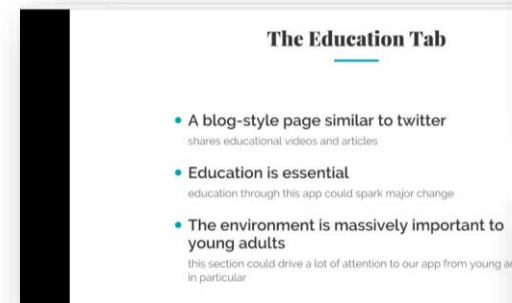 The Education Tab
A blog-style page similar to twitter
shares educational videos and articles
Education is essential
education through this app could spark major change
The environment is massively important to
young adults
this section could drive a lot of attention to our app from young
in particular